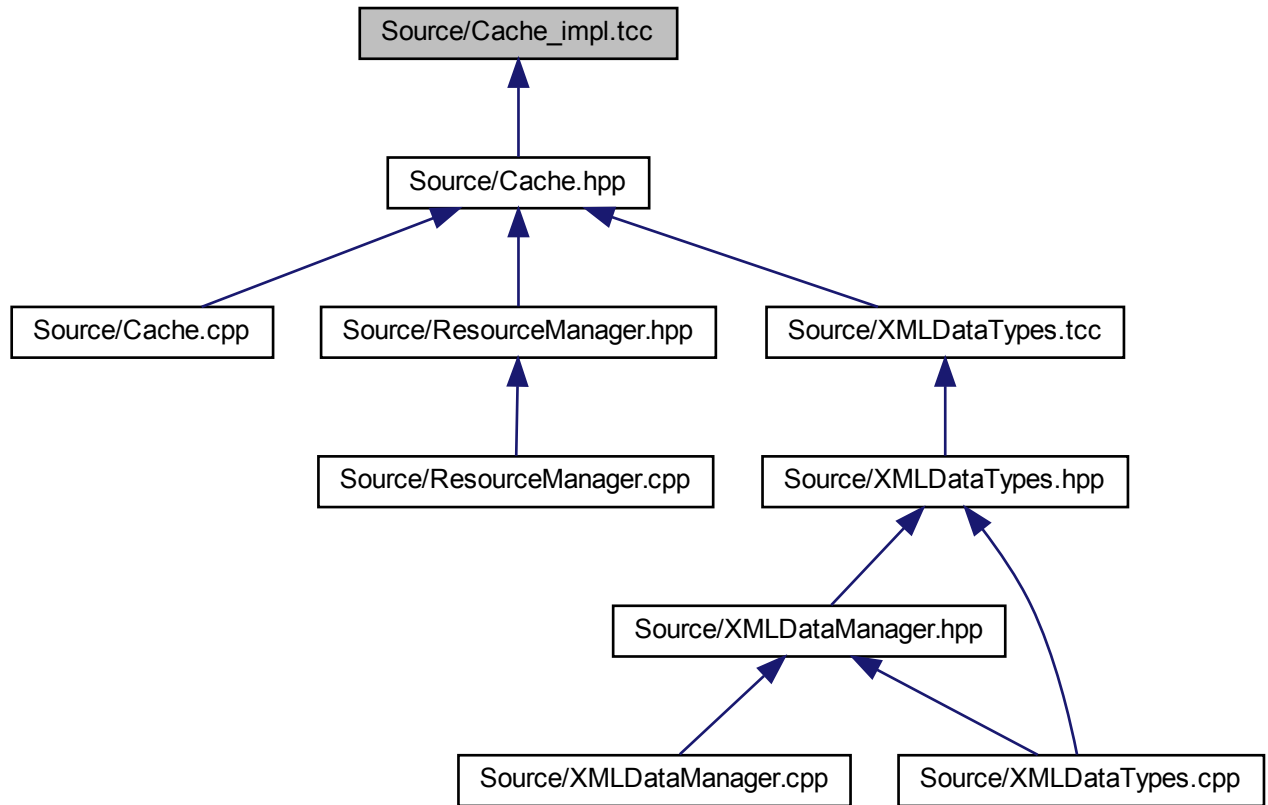 Source/Cache_impl.tcc
Source/Cache.hpp
Source/Cache.cpp
Source/ResourceManager.hpp
Source/XMLDataTypes.tcc
Source/ResourceManager.cpp
Source/XMLDataTypes.hpp
Source/XMLDataManager.hpp
Source/XMLDataManager.cpp
Source/XMLDataTypes.cpp